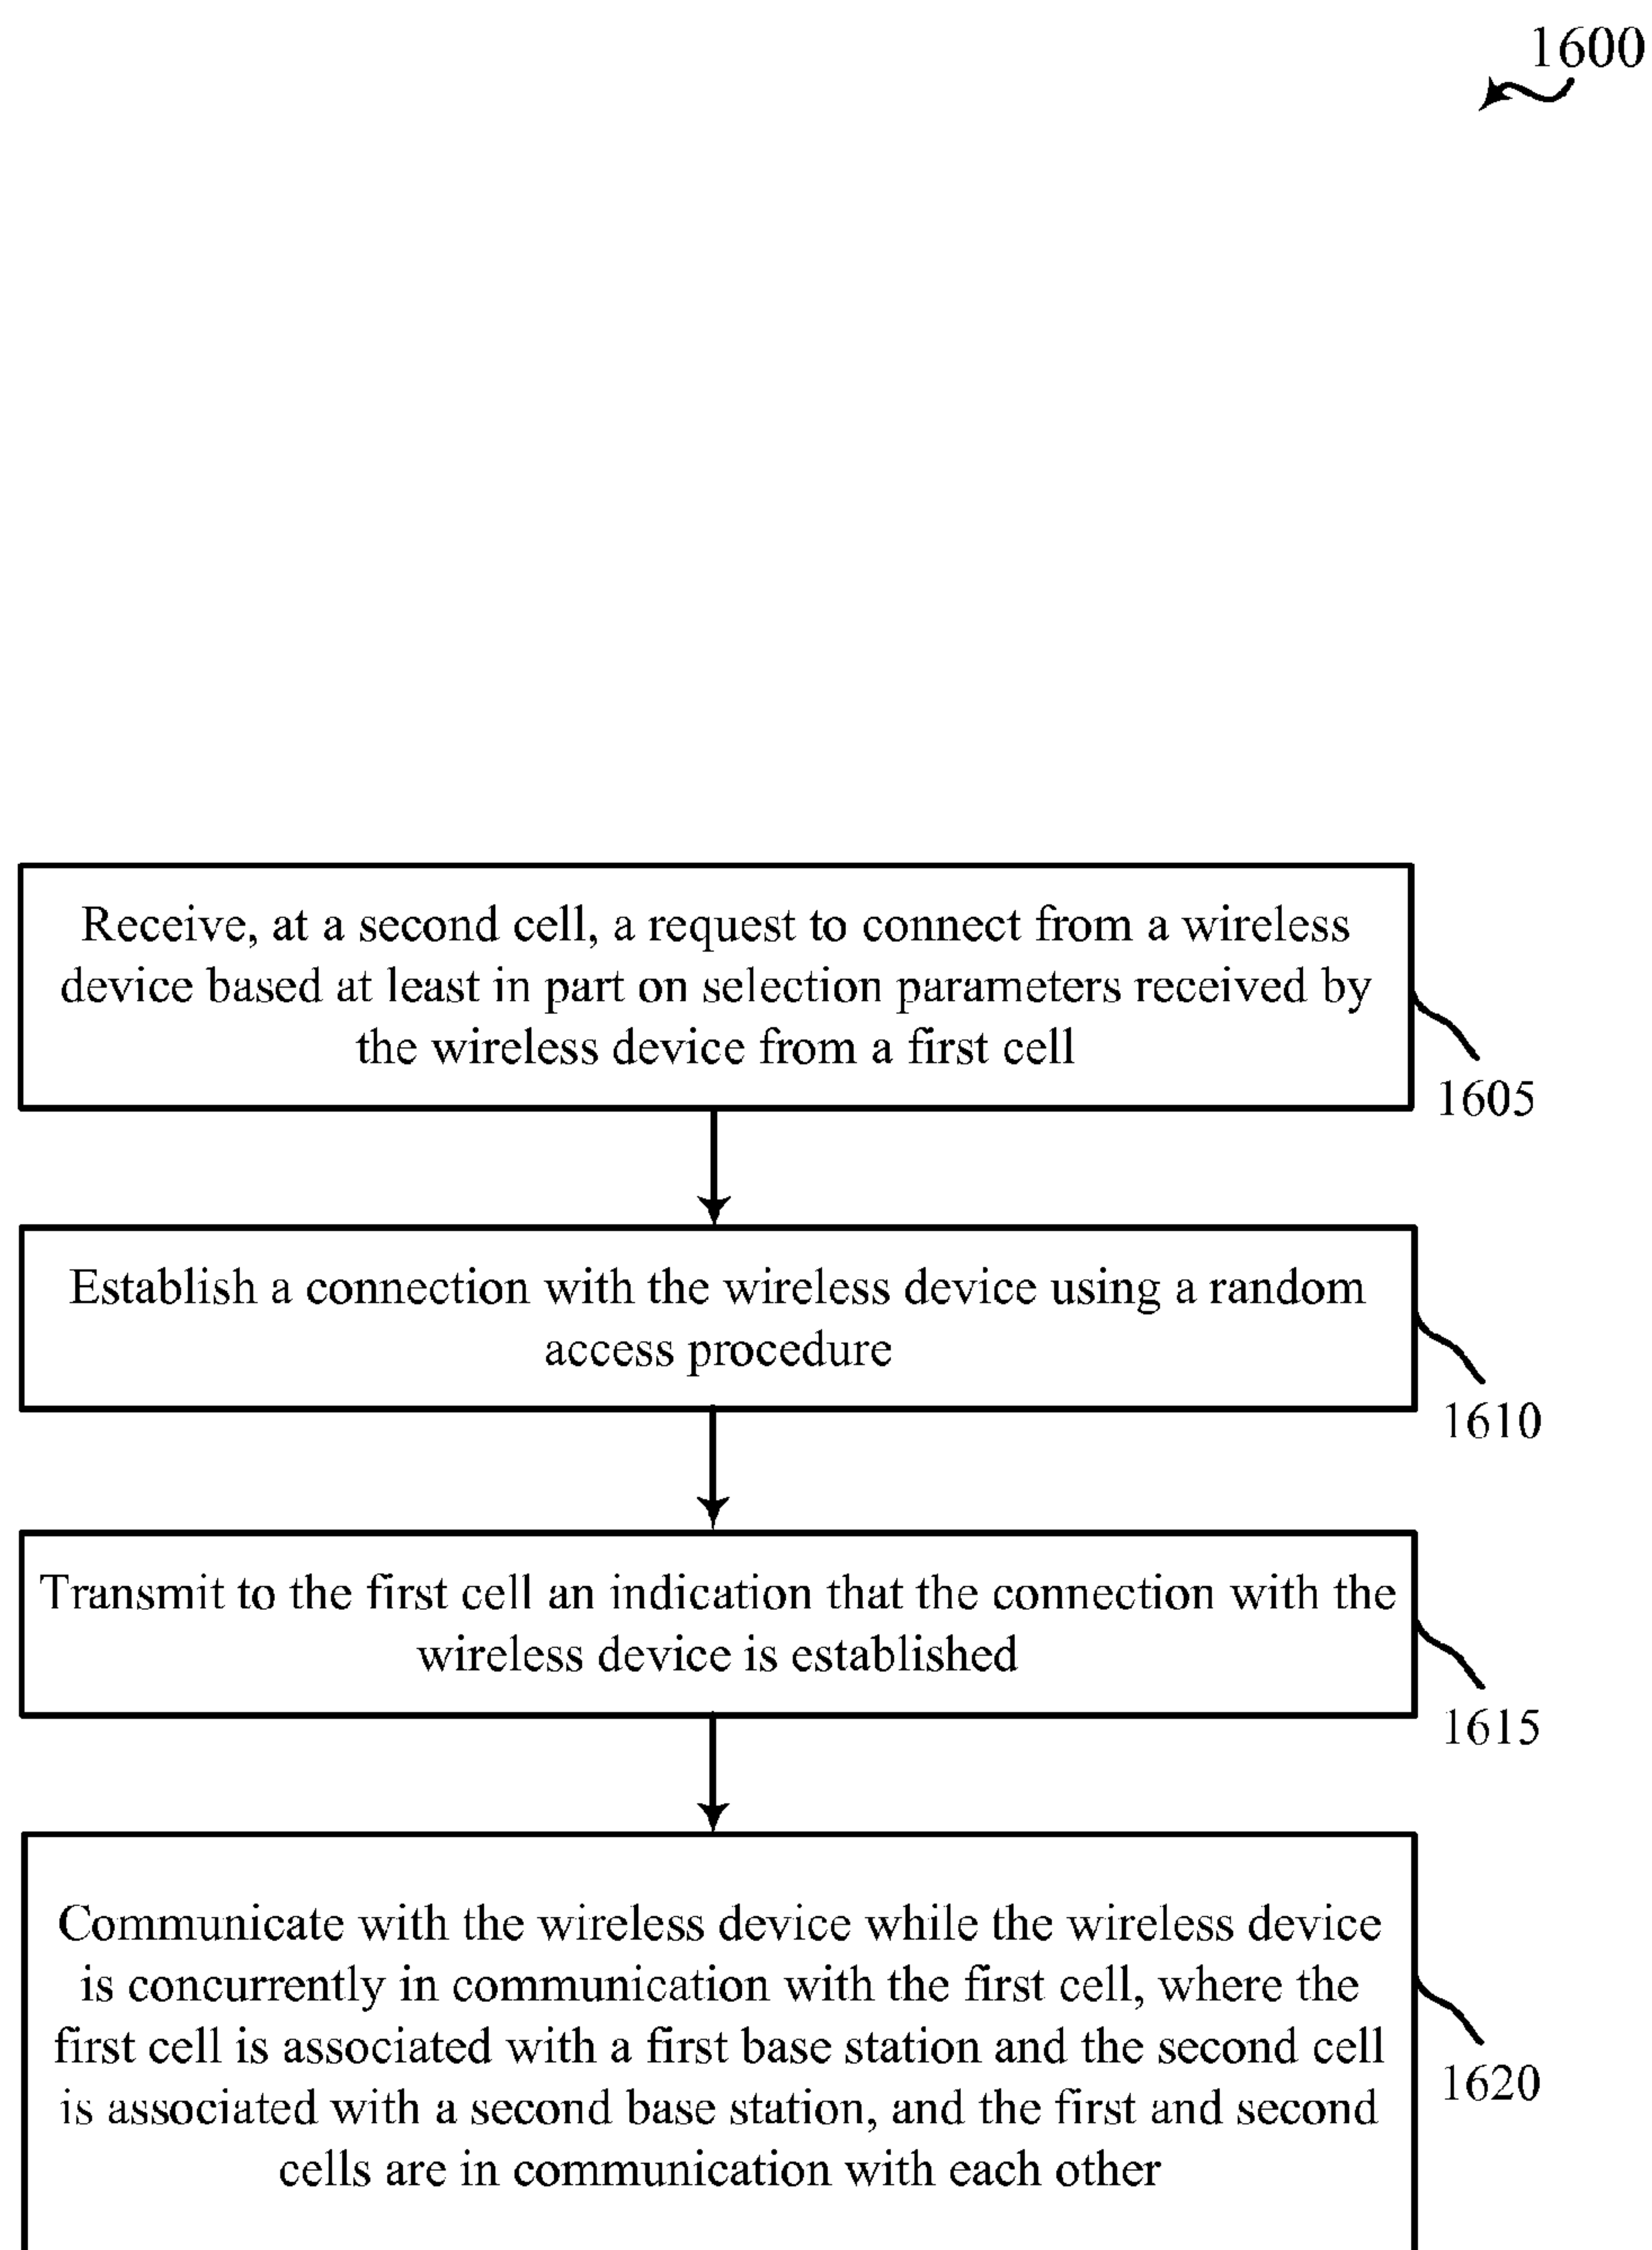 1600
Receive, at a second cell, a request to connect from a wireless
device based at least in part on selection parameters received by
the wireless device from a first cell
1605
Establish a connection with the wireless device using a random
access procedure
1610
Transmit to the first cell an indication that the connection with the
wireless device is established
1615
Communicate with the wireless device while the wireless device
is concurrently in communication with the first cell, where the
first cell is associated with a first base station and the second cell
is associated with a second base station, and the first and second
cells are in communication with each other
1620